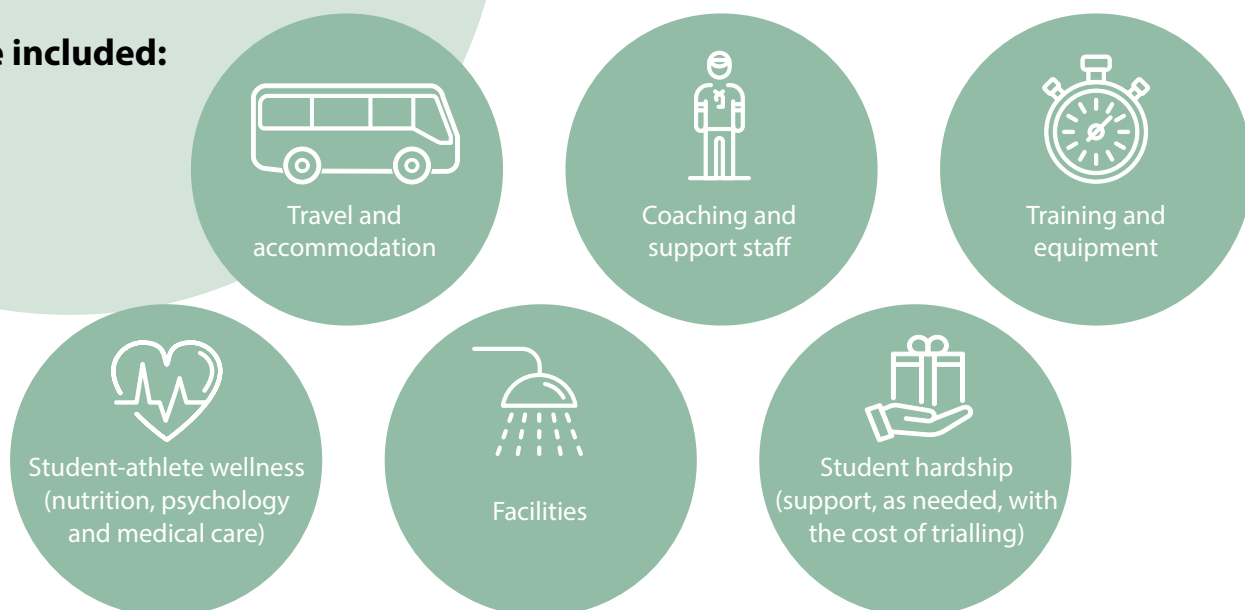 included:
Travel and
accommodation
Coaching and
support staff
Training and
equipment
Student-athlete wellness
(nutrition, psychology
and medical care)
Facilities
Student hardship
(support, as needed, with
the cost of trialling)